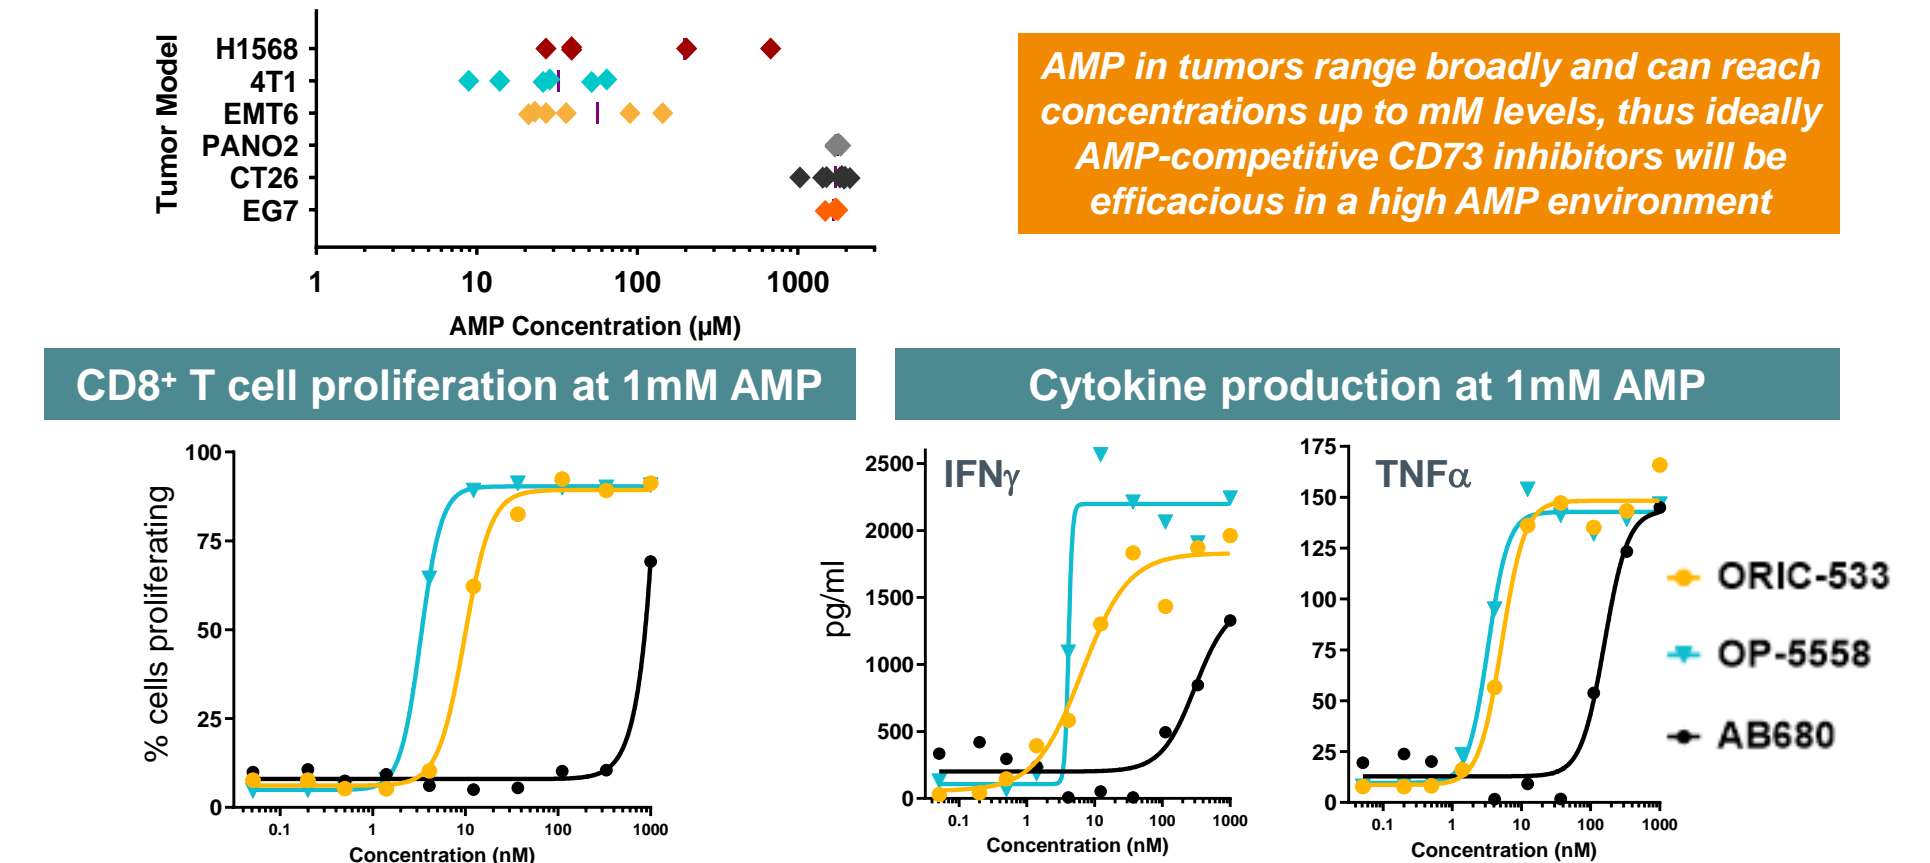 Tumor Model
H1568
4T1
EMT6
PANO2
CT26
EG7
1 10 100 1000
AMP Concentration (µM)
AMP in tumors range broadly and can reach
concentrations up to mM levels, thus ideally
AMP-competitive CD73 inhibitors will be
efficacious in a high AMP environment
CD8+ T cell proliferation at 1mM AMP
% cells proliferating
100
75
50
25
0
0.1 1 10 100 1000
Concentration (nM)
Cytokine production at 1mM AMP
IFNγ
pg/ml
2500
2000
1500
1000
500
0
0.1 1 10 100 1000
Concentration (nM)
TNFα
175
150
125
100
75
50
25
0
0.1 1 10 100 1000
Concentration (nM)
ORIC-533
OP-5558
AB680